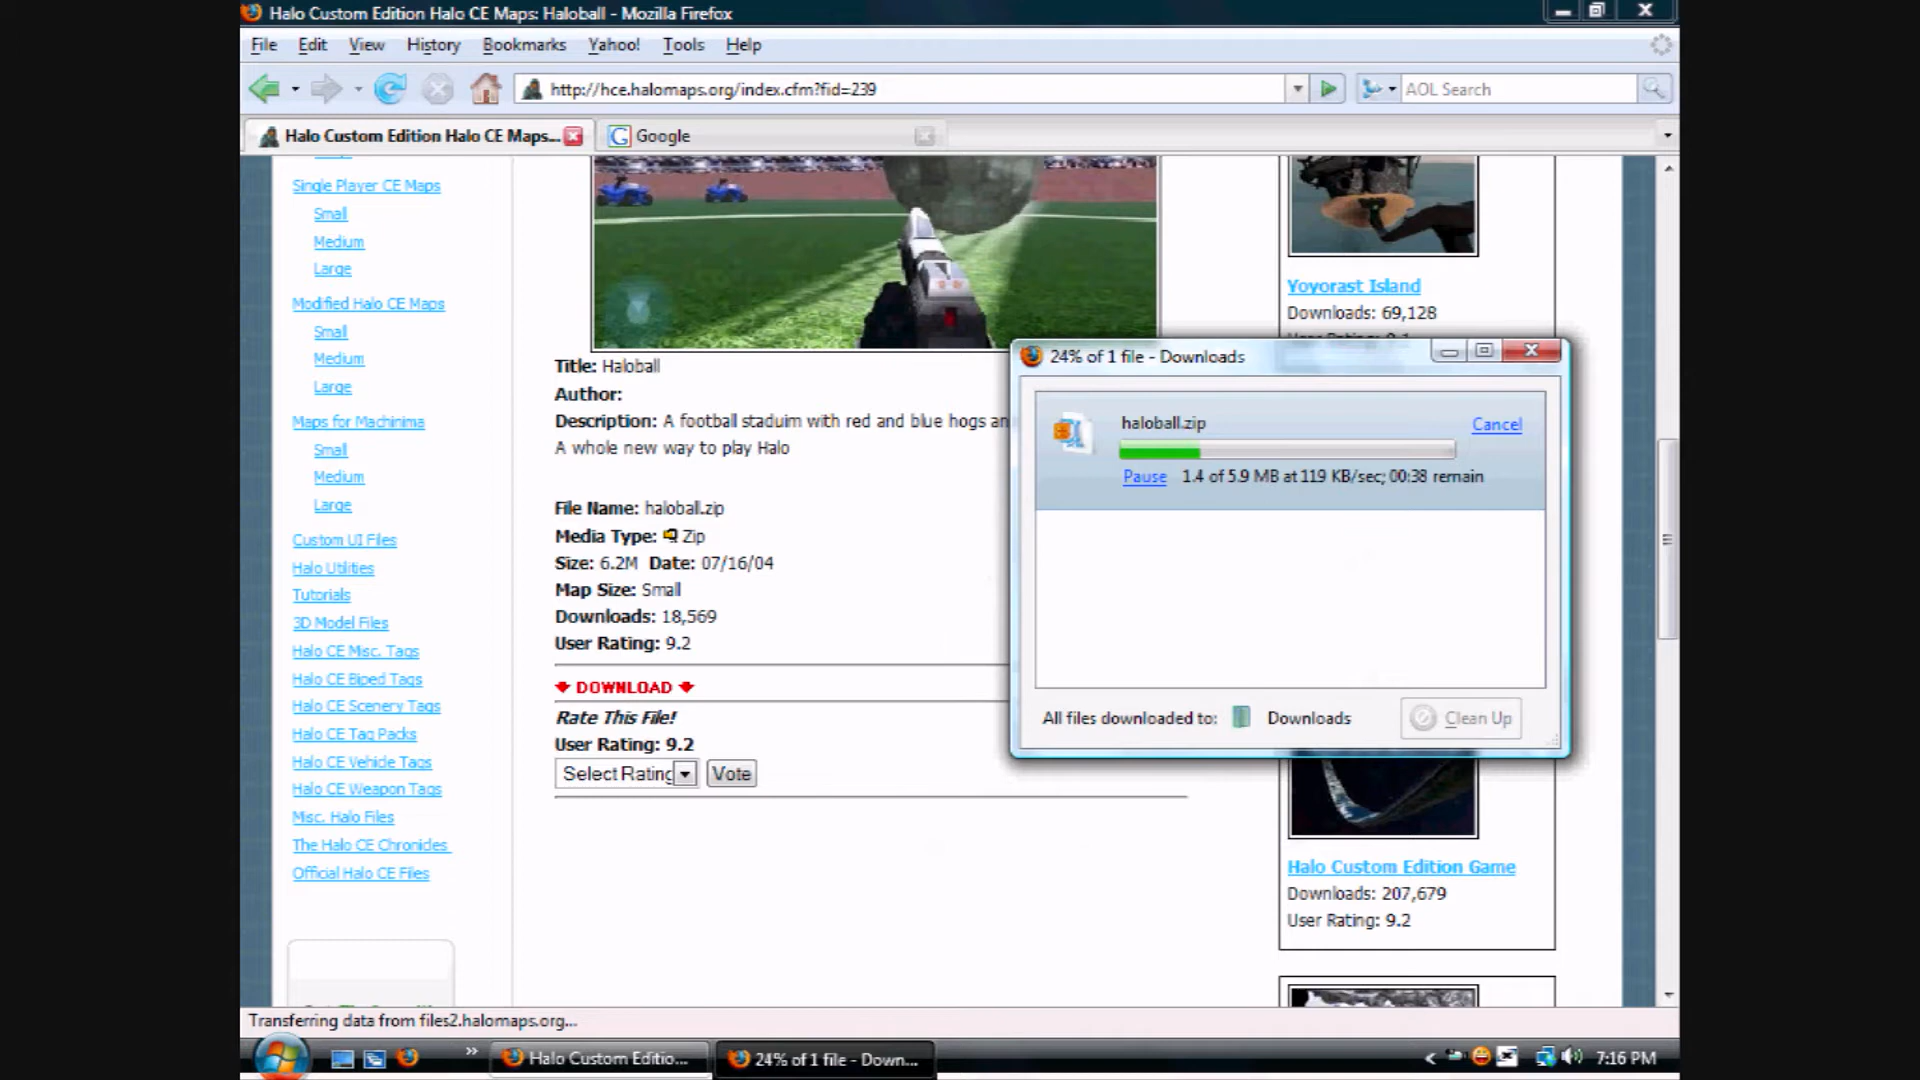 Halo Custom Edition Halo CE Maps: Haloball - Mozilla Firefox
File Edit View History Bookmarks Yahoo! Tools Help
http://hce.halomaps.org/index.cfm?fid=239
AOL Search
Halo Custom Edition Halo CE Maps...
Google
Single Player CE Maps
Small
Medium
Large
Modified Halo CE Maps
Small
Medium
Large
Maps for Machinima
Small
Medium
Large
Custom UI Files
Halo Utilities
Tutorials
3D Model Files
Halo CE Misc. Tags
Halo CE Biped Tags
Halo CE Scenery Tags
Halo CE Tag Packs
Halo CE Vehicle Tags
Halo CE Weapon Tags
Misc. Halo Files
The Halo CE Chronicles
Official Halo CE Files
Title: Haloball
Author:
Description: A football staduim with red and blue hogs an
A whole new way to play Halo
File Name: haloball.zip
Media Type: Zip
Size: 6.2M Date: 07/16/04
Map Size: Small
Downloads: 18,569
User Rating: 9.2
DOWNLOAD
Rate This File!
User Rating: 9.2
Select Rating
Vote
Yoyorast Island
Downloads: 69,128
24% of 1 file - Downloads
haloball.zip
Cancel
Pause 1.4 of 5.9 MB at 119 KB/sec; 00:38 remain
All files downloaded to: Downloads
Clean Up
Halo Custom Edition Game
Downloads: 207,679
User Rating: 9.2
Transferring data from files2.halomaps.org...
Halo Custom Editio...
24% of 1 file - Down...
7:16 PM